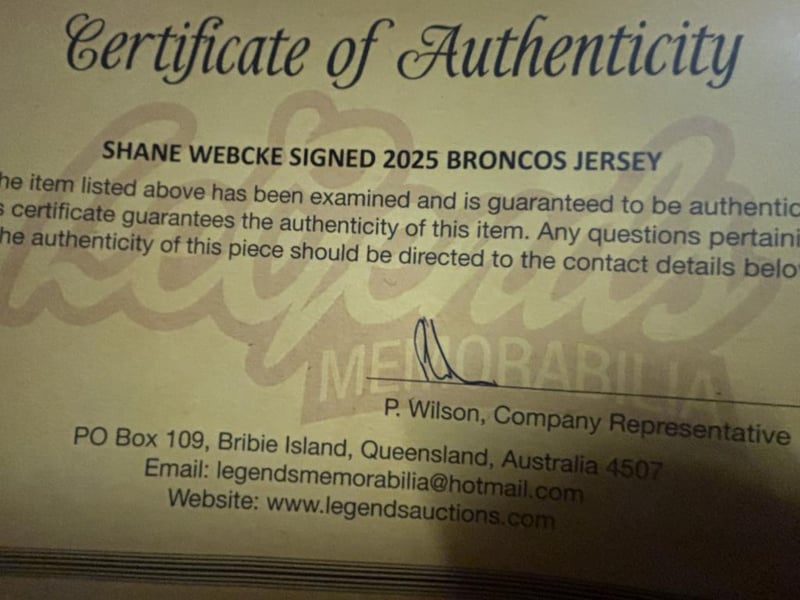 Certificate of Authenticity
SHANE WEBCKE SIGNED 2025 BRONCOS JERSEY
he item listed above has been examined and is guaranteed to be authentic
s certificate guarantees the authenticity of this item. Any questions pertaini
he authenticity of this piece should be directed to the contact details belo
Legends
MEMORABILIA
P. Wilson, Company Representative
PO Box 109, Bribie Island, Queensland, Australia 4507
Email: legendsmemorabilia@hotmail.com
Website: www.legendsauctions.com